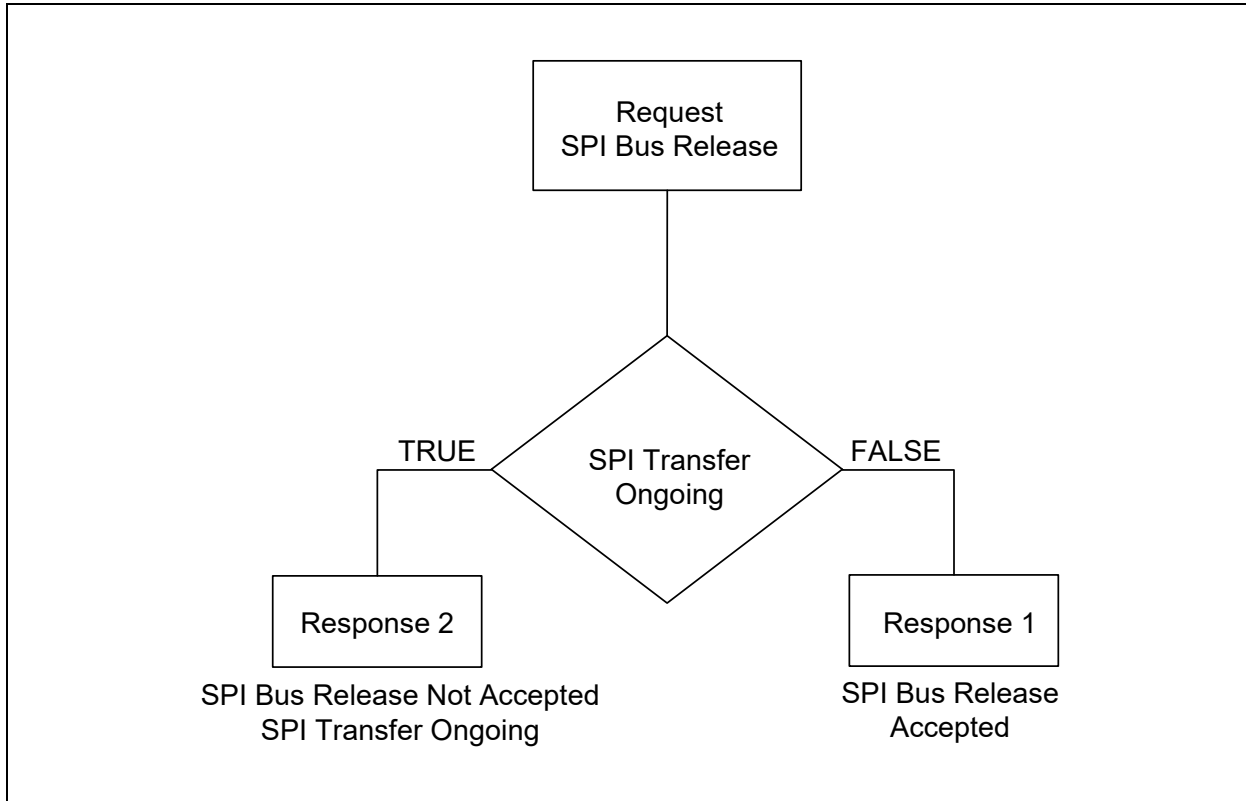 Request
SPI Bus Release
TRUE
FALSE
SPI Transfer
Ongoing
Response 2
Response 1
SPI Bus Release Not Accepted
SPI Transfer Ongoing
SPI Bus Release
Accepted